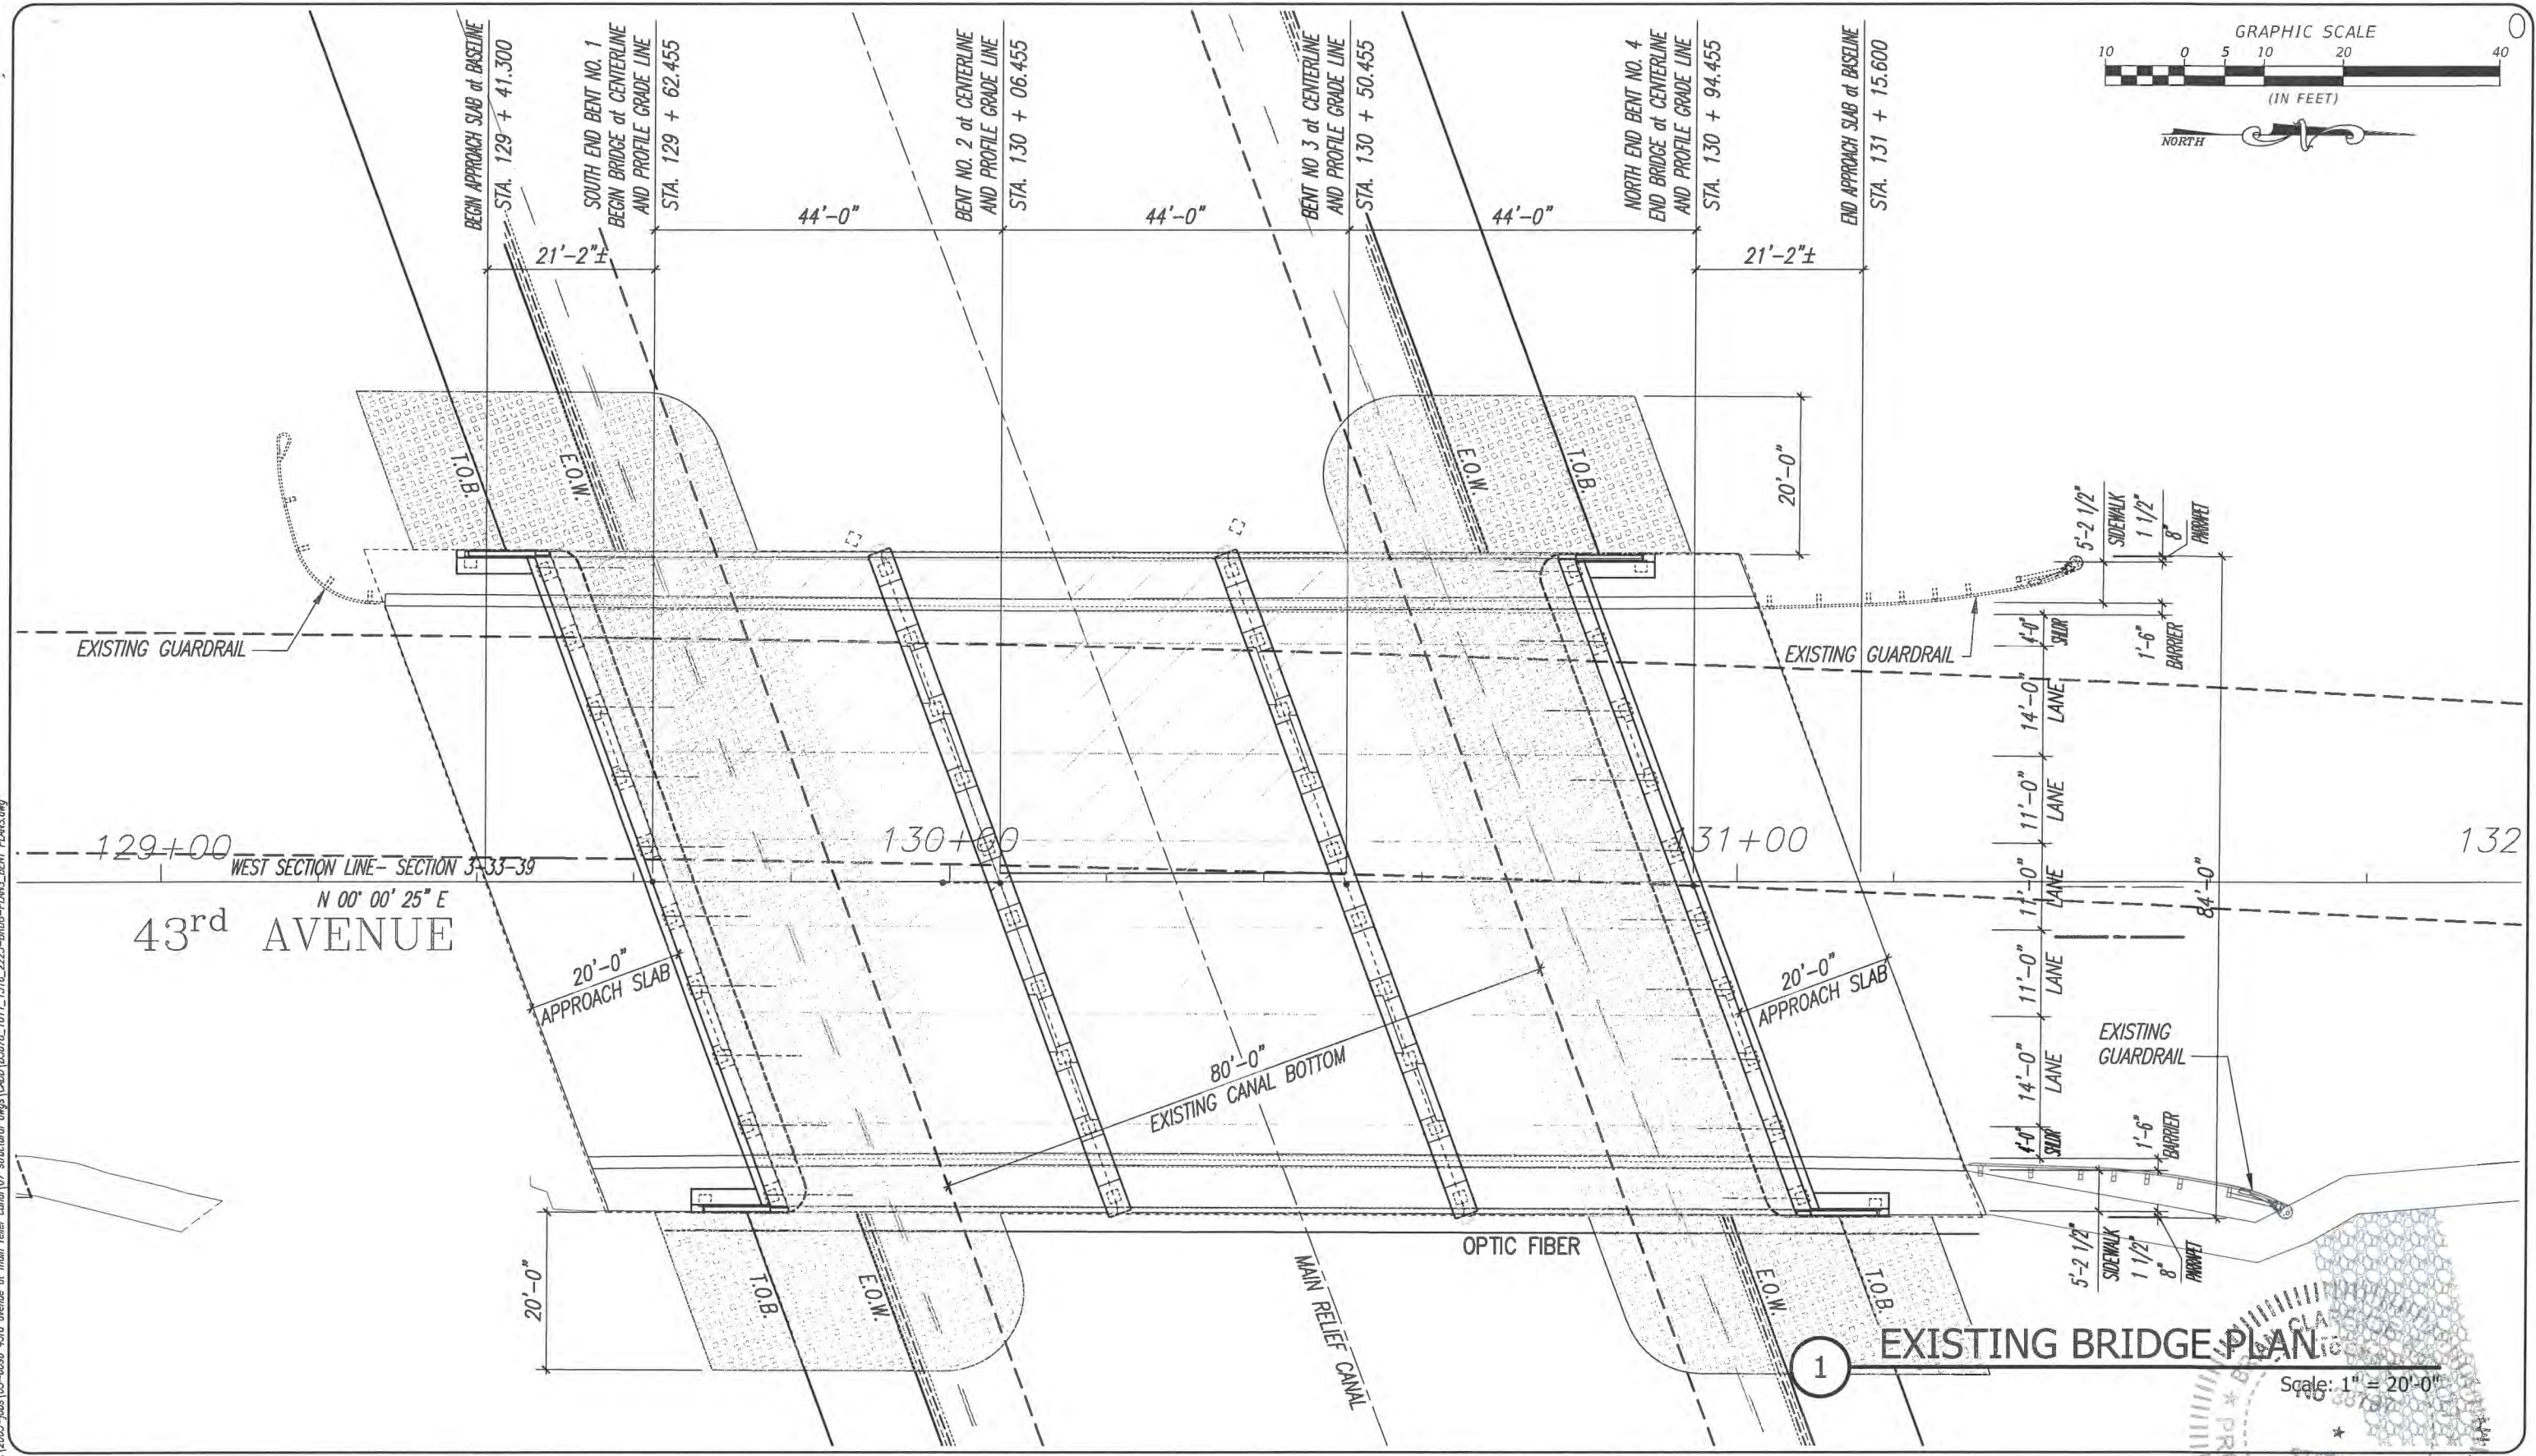 BEGIN APPROACH SLAB at BASELINE
STA. 129 + 41.300
SOUTH END BENT NO. 1
BEGIN BRIDGE at CENTERLINE
AND PROFILE GRADE LINE
STA. 129 + 62.455
BENT NO. 2 at CENTERLINE
AND PROFILE GRADE LINE
STA. 130 + 06.455
BENT NO 3 at CENTERLINE
AND PROFILE GRADE LINE
STA. 130 + 50.455
NORTH END BENT NO. 4
END BRIDGE at CENTERLINE
AND PROFILE GRADE LINE
STA. 130 + 94.455
END APPROACH SLAB at BASELINE
STA. 131 + 15.600
GRAPHIC SCALE
10 0 5 10 20 40
(IN FEET)
NORTH
44'-0"
44'-0"
44'-0"
21'-2"±
21'-2"±
T.O.B.
E.O.W.
E.O.W.
T.O.B.
20'-0"
5'-2 1/2"
SIDEWALK
1 1/2"
8"
PARAPET
EXISTING GUARDRAIL
EXISTING GUARDRAIL
4'-0"
SHLDR
1'-6"
BARRIER
14'-0"
LANE
11'-0"
LANE
11'-0"
LANE
11'-0"
LANE
14'-0"
LANE
4'-0"
SHLDR
1'-6"
BARRIER
84'-0"
129+00
130+00
131+00
132
WEST SECTION LINE- SECTION 3-33-39
N 00° 00' 25" E
43rd AVENUE
20'-0"
APPROACH SLAB
20'-0"
APPROACH SLAB
80'-0"
EXISTING CANAL BOTTOM
EXISTING
GUARDRAIL
OPTIC FIBER
5'-2 1/2"
SIDEWALK
1 1/2"
8"
PARAPET
20'-0"
T.O.B.
E.O.W.
MAIN RELIEF CANAL
E.O.W.
T.O.B.
1
EXISTING BRIDGE PLAN
Scale: 1" = 20'-0"